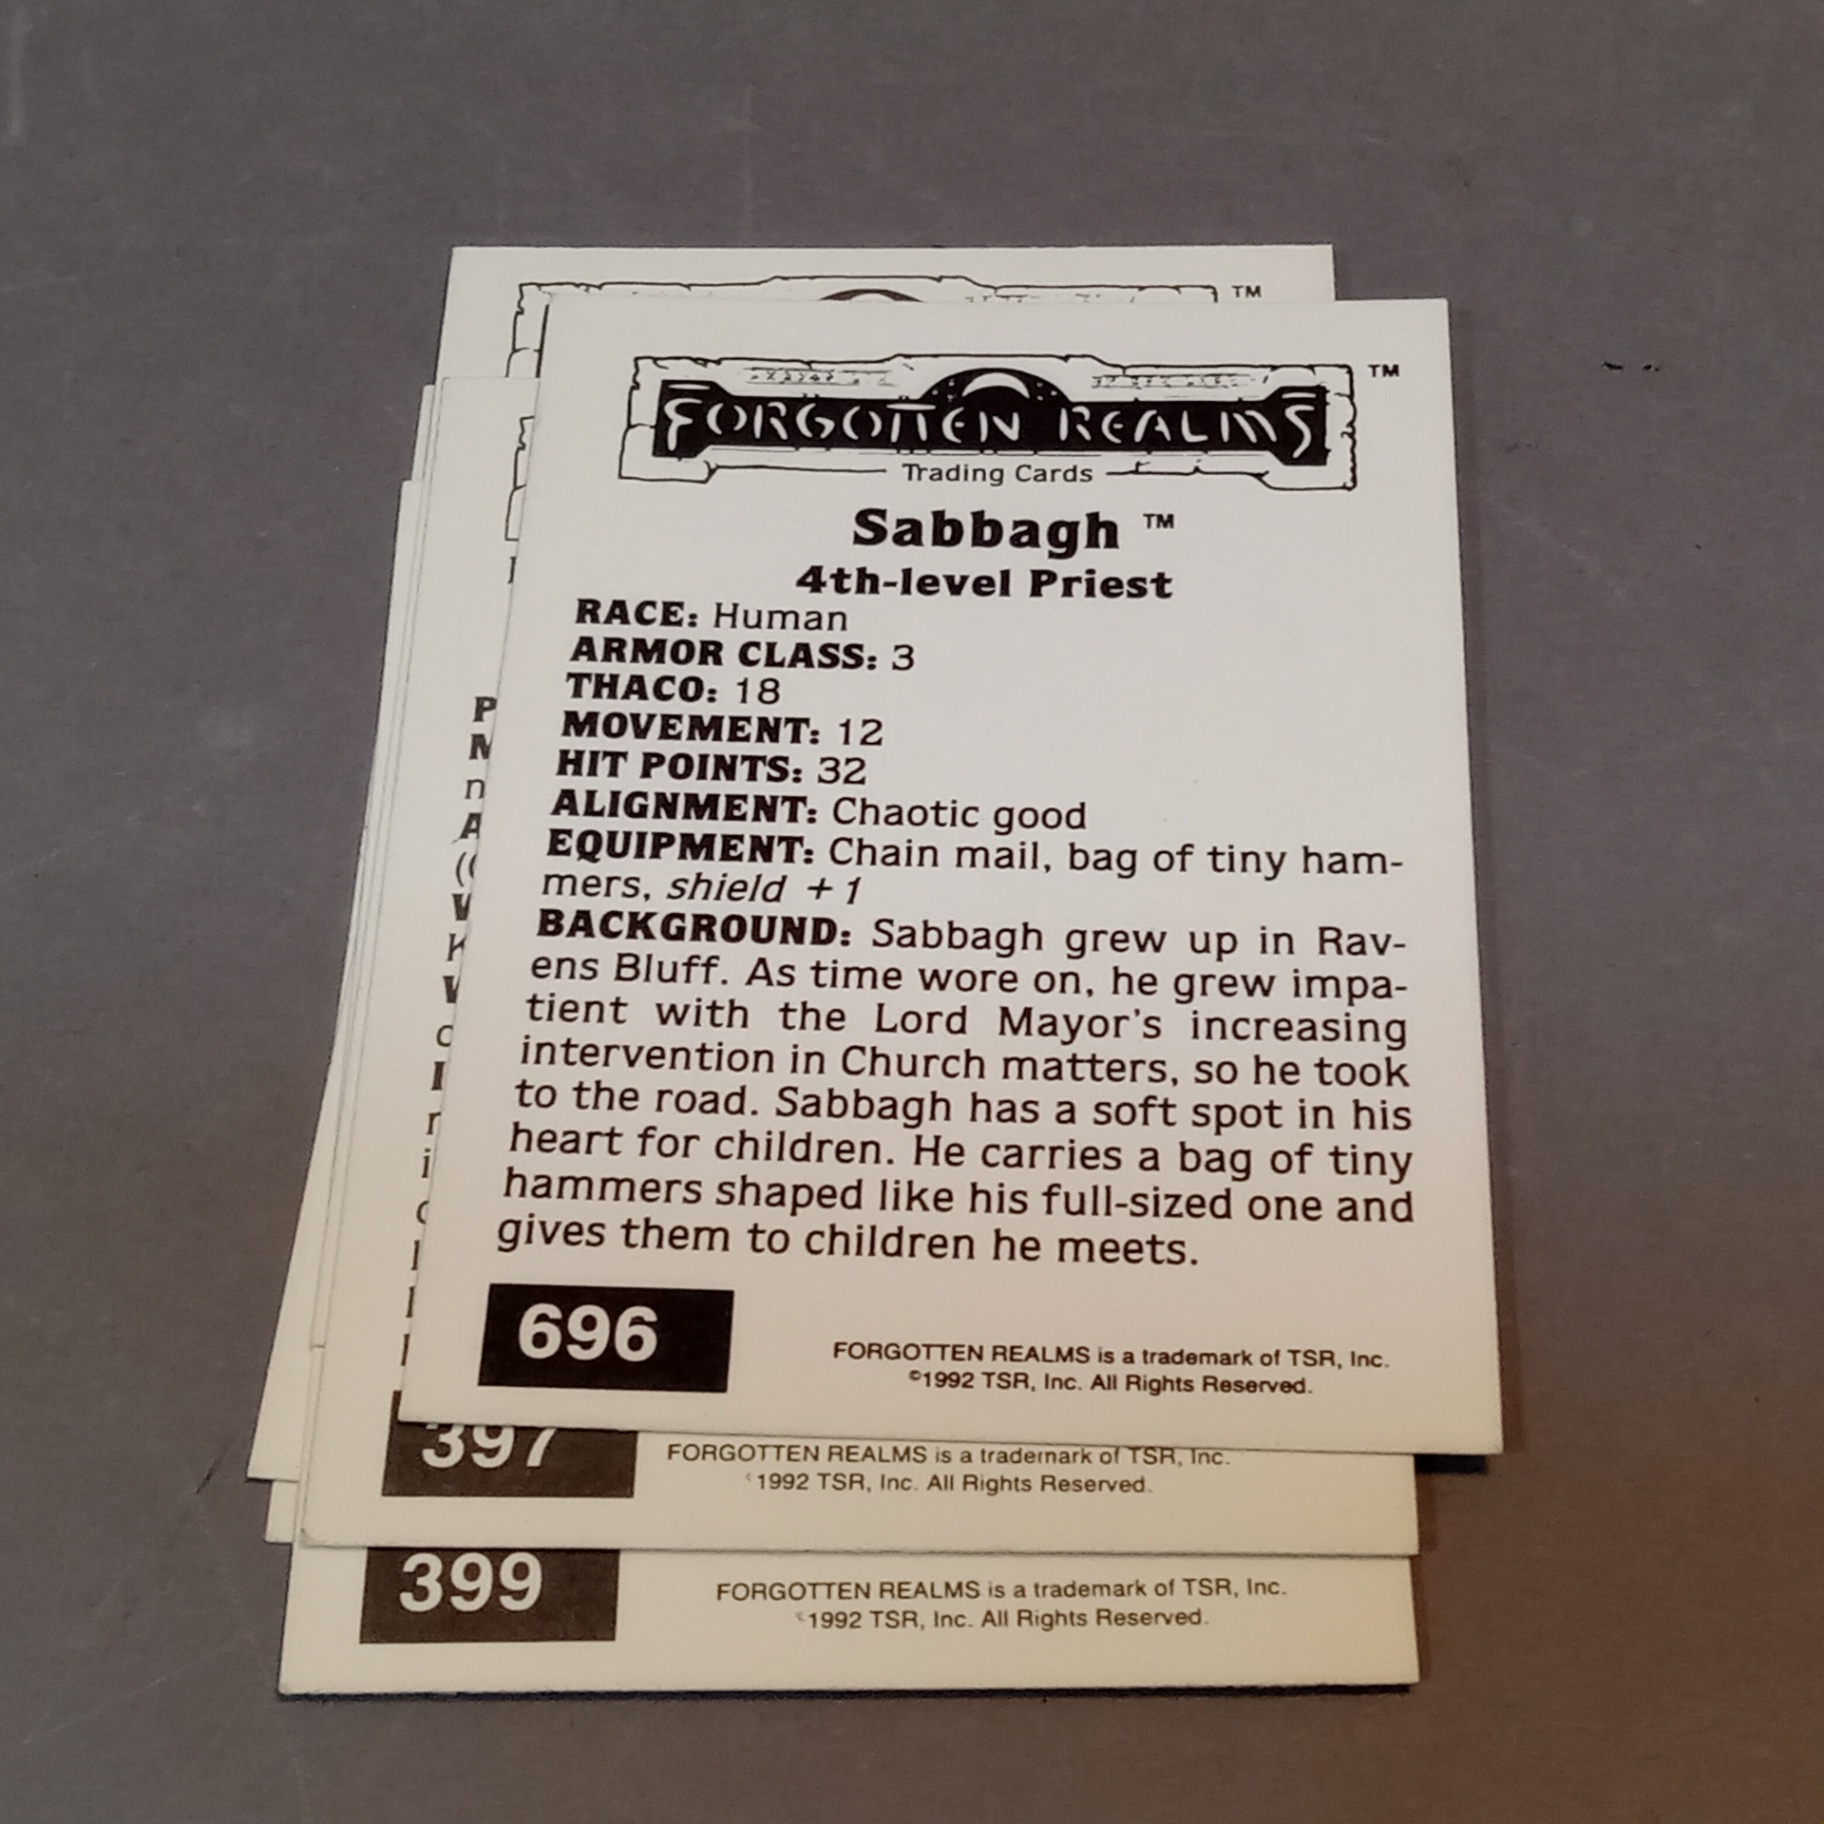 TM
FORGOTTEN REALMS TM
Trading Cards
Sabbagh ™
4th-level Priest
RACE: Human
ARMOR CLASS: 3
THACO: 18
MOVEMENT: 12
HIT POINTS: 32
ALIGNMENT: Chaotic good
EQUIPMENT: Chain mail, bag of tiny ham-
mers, shield +1
BACKGROUND: Sabbagh grew up in Rav-
ens Bluff. As time wore on, he grew impa-
tient with the Lord Mayor's increasing
intervention in Church matters, so he took
to the road. Sabbagh has a soft spot in his
heart for children. He carries a bag of tiny
hammers shaped like his full-sized one and
gives them to children he meets.
696
FORGOTTEN REALMS is a trademark of TSR, Inc.
©1992 TSR, Inc. All Rights Reserved.
397
FORGOTTEN REALMS is a trademark of TSR, Inc.
©1992 TSR, Inc. All Rights Reserved.
399
FORGOTTEN REALMS is a trademark of TSR, Inc.
©1992 TSR, Inc. All Rights Reserved.